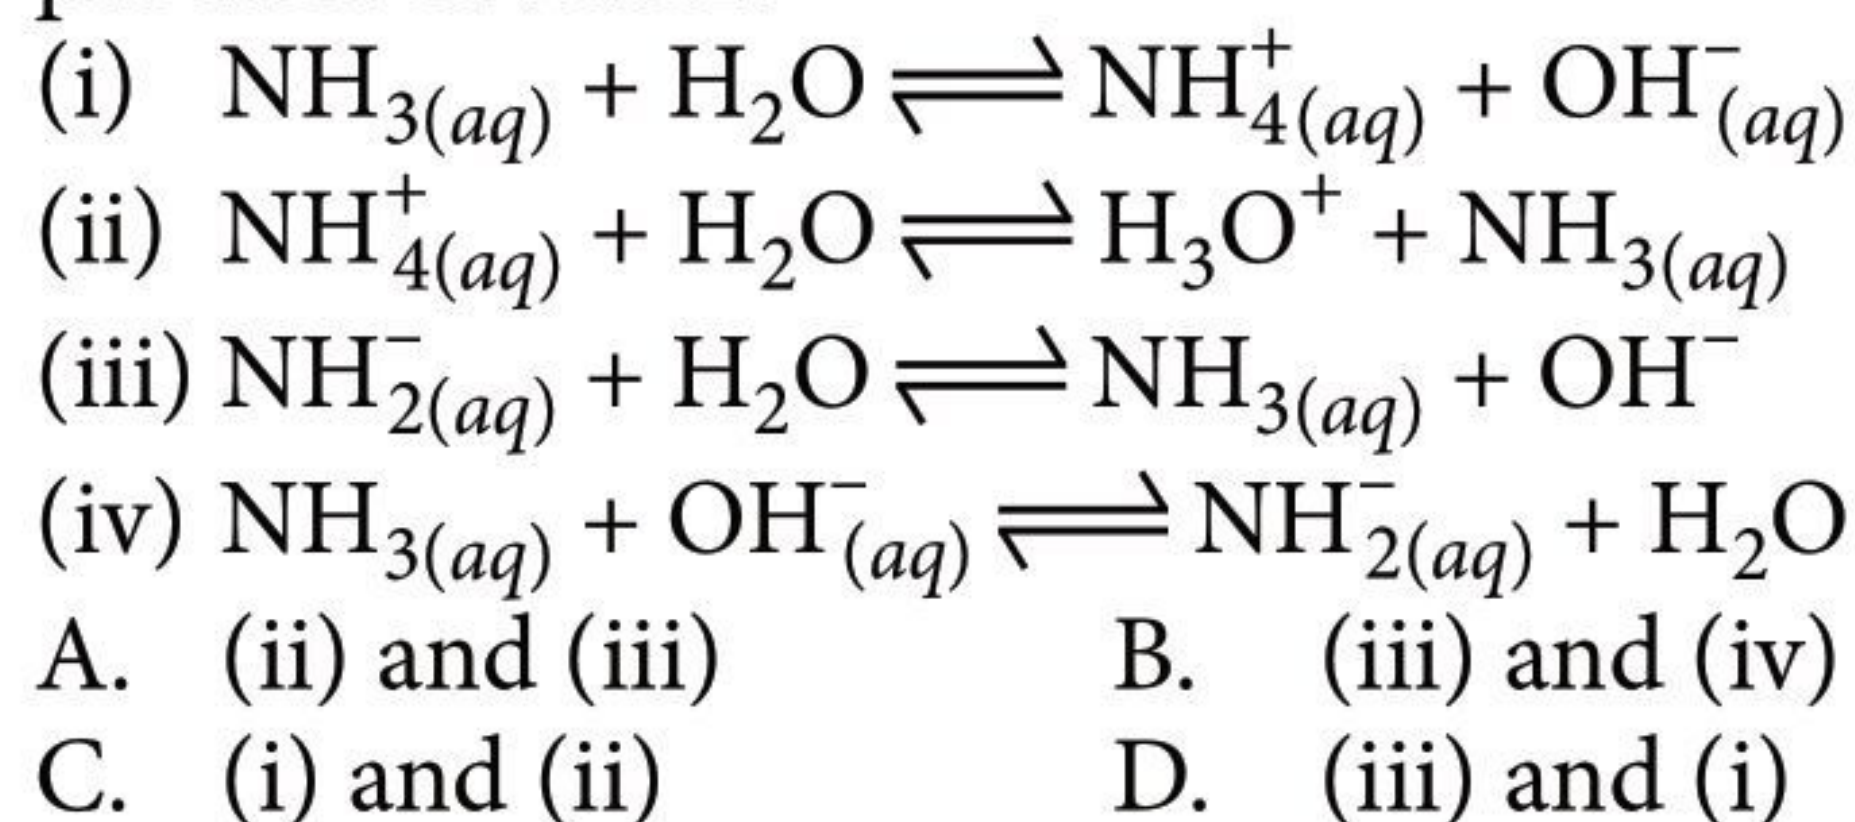 (i) NH₃₍aq₎ + H₂O ⇌ NH₄⁺₍aq₎ + OH⁻₍aq₎
(ii) NH₄⁺₍aq₎ + H₂O ⇌ H₃O⁺ + NH₃₍aq₎
(iii) NH₂⁻₍aq₎ + H₂O ⇌ NH₃₍aq₎ + OH⁻
(iv) NH₃₍aq₎ + OH⁻₍aq₎ ⇌ NH₂⁻₍aq₎ + H₂O
A. (ii) and (iii) B. (iii) and (iv)
C. (i) and (ii) D. (iii) and (i)